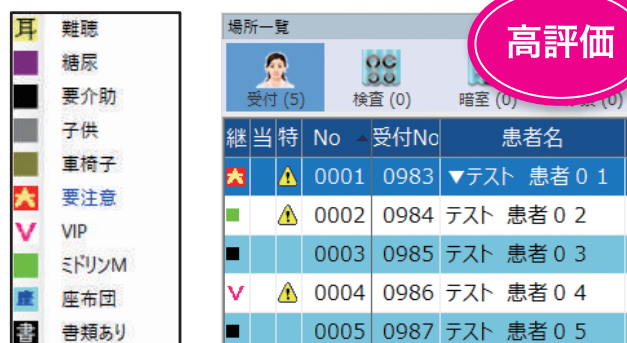 耳 難聴
糖尿
要介助
子供
車椅子
要注意
V VIP
ミドリンM
座 座布団
書 書類あり
場所一覧
高評価
受付 (5)
検査 (0)
暗室 (0)
(0)
継 当 特 No 受付No 患者名
0001 0983 ▼テスト 患者01
0002 0984 テスト 患者02
0003 0985 テスト 患者03
V 0004 0986 テスト 患者04
0005 0987 テスト 患者05